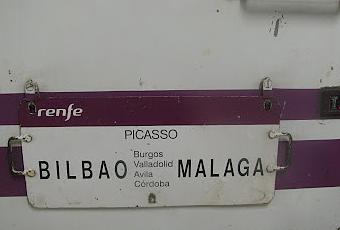 renfe
PICASSO
BILBAO
Burgos
Valladolid
Avila
Córdoba
MALAGA